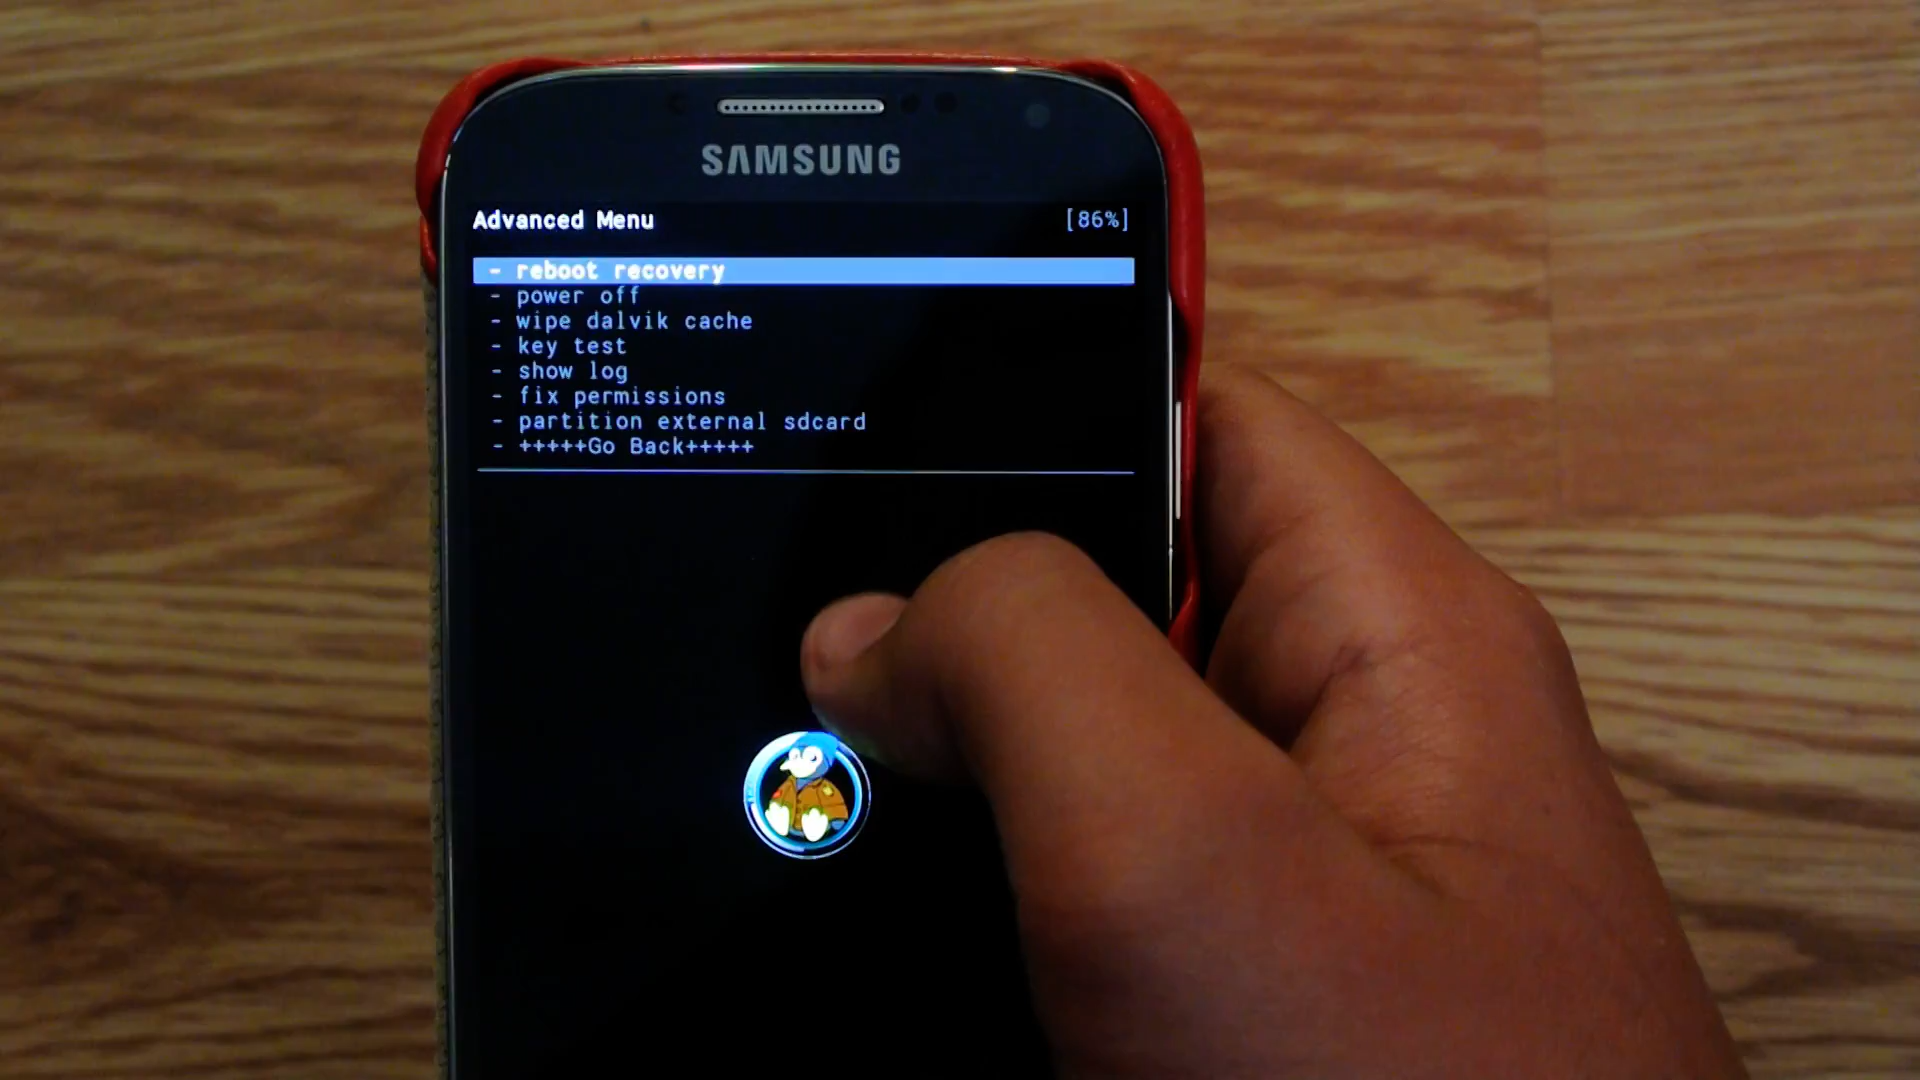 SAMSUNG
Advanced Menu [86%]
- reboot recovery
- power off
- wipe dalvik cache
- key test
- show log
- fix permissions
- partition external sdcard
- +++++Go Back+++++